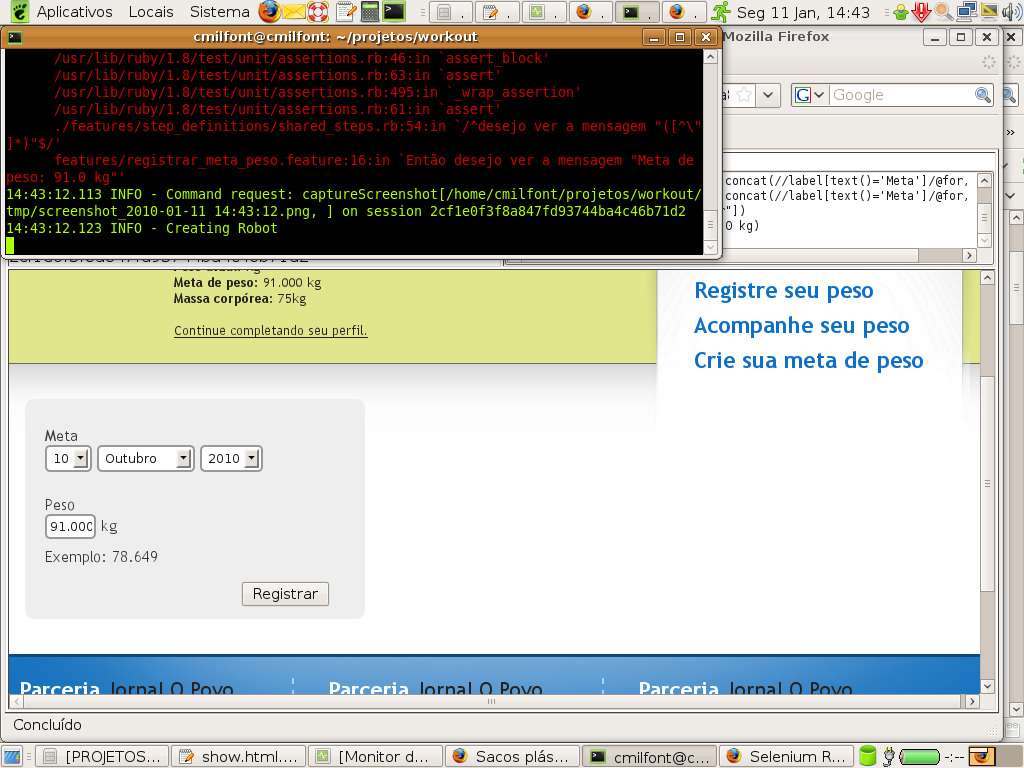 Aplicativos Locais Sistema
Seg 11 Jan, 14:43
cmilfont@cmilfont: ~/projetos/workout
Mozilla Firefox
/usr/lib/ruby/1.8/test/unit/assertions.rb:46:in `assert_block'
/usr/lib/ruby/1.8/test/unit/assertions.rb:63:in `assert'
/usr/lib/ruby/1.8/test/unit/assertions.rb:495:in `_wrap_assertion'
/usr/lib/ruby/1.8/test/unit/assertions.rb:61:in `assert'
./features/step_definitions/shared_steps.rb:54:in `/^desejo ver a mensagem "([^\"
]*)"$/'
features/registrar_meta_peso.feature:16:in `Então desejo ver a mensagem "Meta de
peso: 91.0 kg"'
14:43:12.113 INFO - Command request: captureScreenshot[/home/cmilfont/projetos/workout/
tmp/screenshot_2010-01-11 14:43:12.png, ] on session 2cf1e0f3f8a847fd93744ba4c46b71d2
14:43:12.123 INFO - Creating Robot
Google
concat(//label[text()='Meta']/@for,
concat(//label[text()='Meta']/@for,
"])
0 kg)
Meta de peso: 91.000 kg
Massa corpórea: 75kg
Continue completando seu perfil.
Registre seu peso
Acompanhe seu peso
Crie sua meta de peso
Meta
10 Outubro 2010
Peso
91.000 kg
Exemplo: 78.649
Registrar
Parceria Jornal O Povo Parceria Jornal O Povo Parceria Jornal O Povo
Concluído
[PROJETOS... show.html.... [Monitor d... Sacos plás... cmilfont@c... Selenium R... -:--